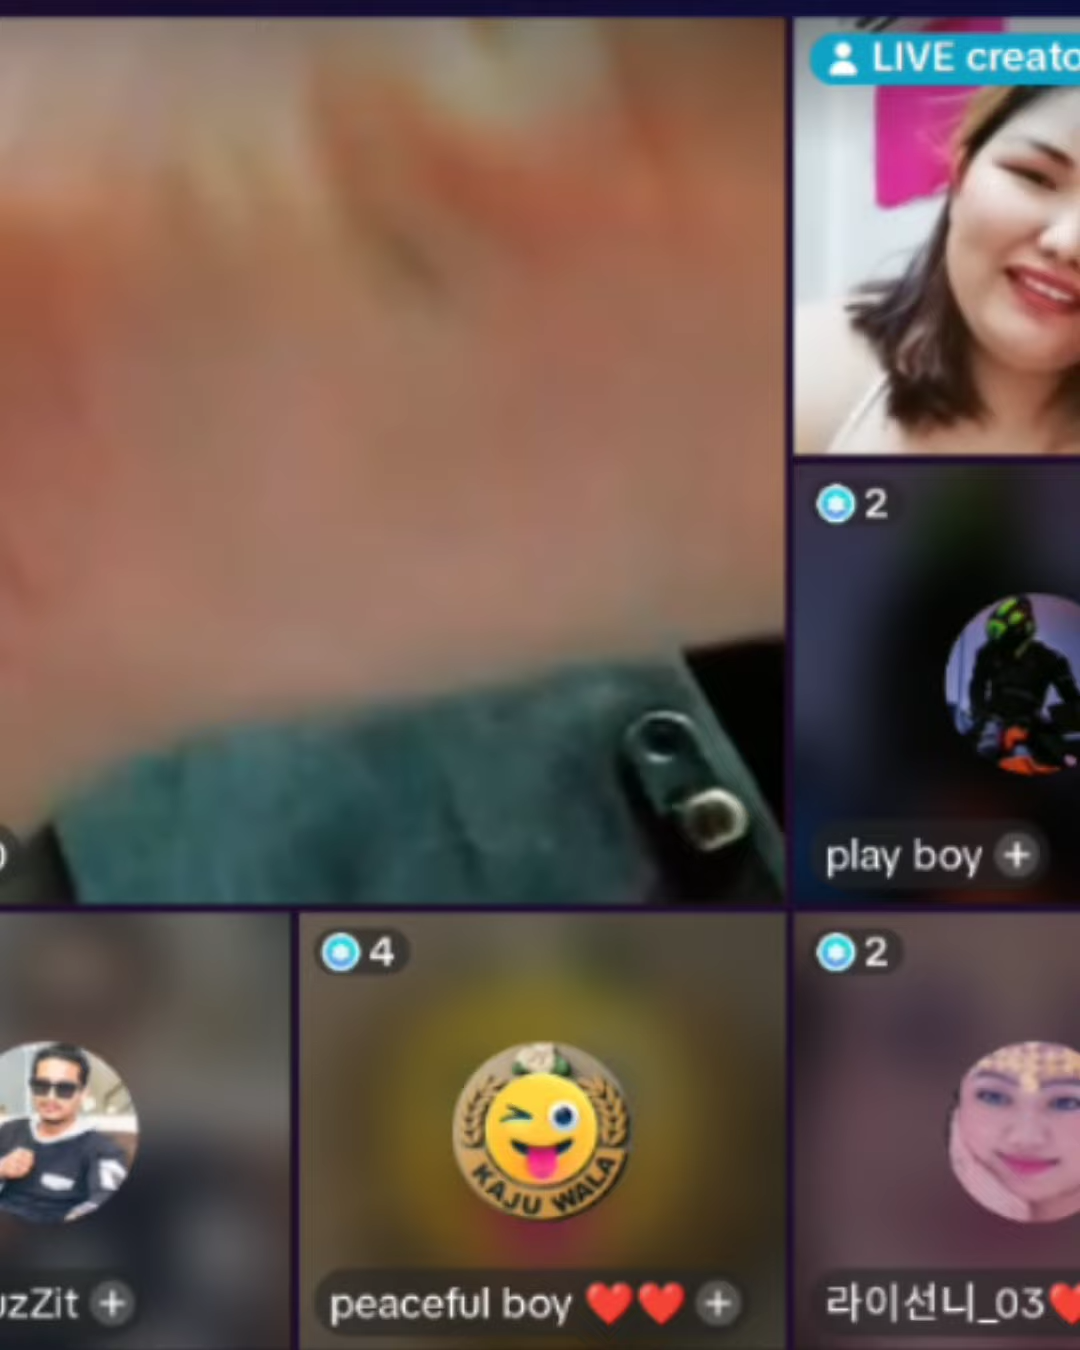 LIVE creato
2
play boy
4
2
KAJU WALA
uzZit
peaceful boy ❤️❤️
라이선니_03❤️